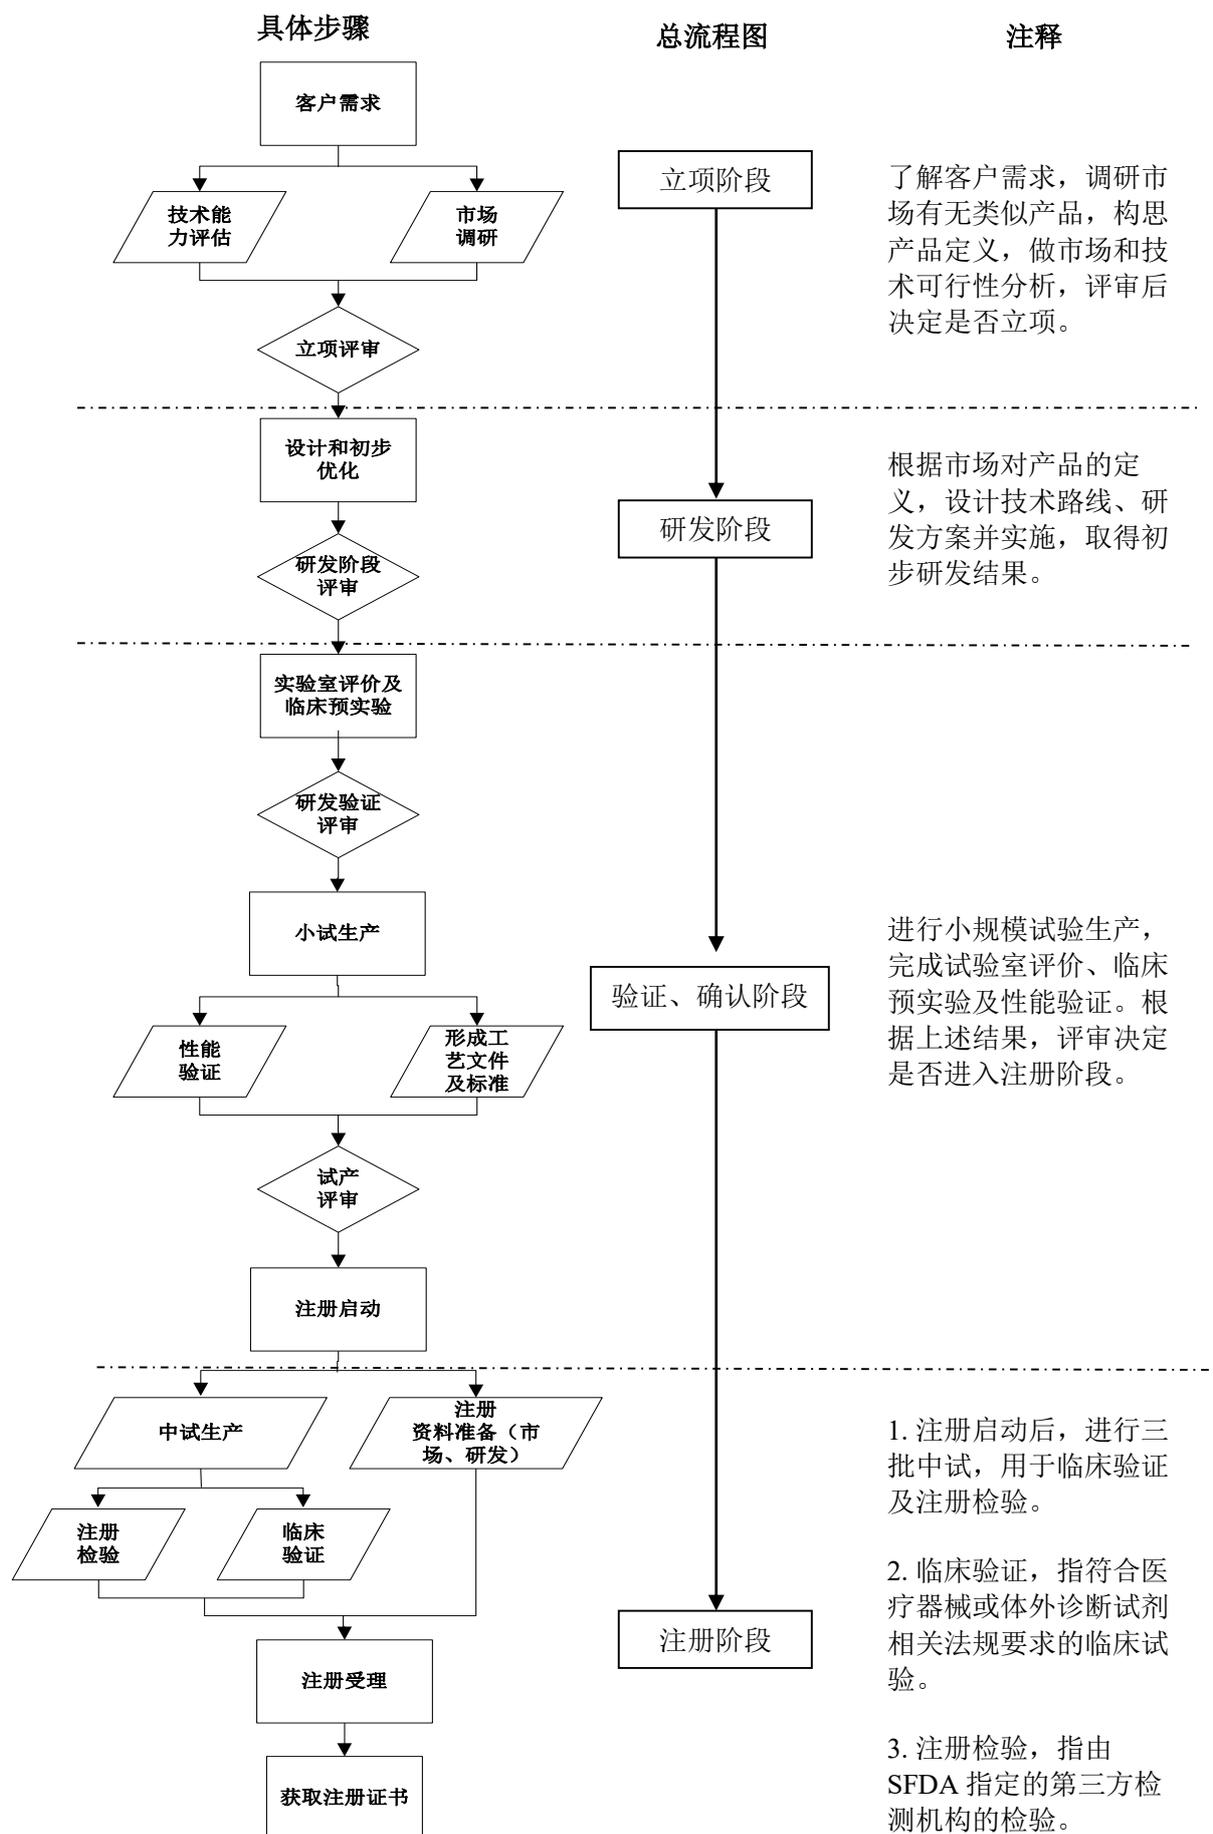 具体步骤
总流程图
注释
客户需求
技术能
力评估
市场
调研
立项评审
立项阶段
了解客户需求，调研市
场有无类似产品，构思
产品定义，做市场和技
术可行性分析，评审后
决定是否立项。
设计和初步
优化
研发阶段
评审
研发阶段
根据市场对产品的定
义，设计技术路线、研
发方案并实施，取得初
步研发结果。
实验室评价及
临床预实验
研发验证
评审
小试生产
性能
验证
形成工
艺文件
及标准
试产
评审
注册启动
验证、确认阶段
进行小规模试验生产，
完成试验室评价、临床
预实验及性能验证。根
据上述结果，评审决定
是否进入注册阶段。
中试生产
注册
资料准备（市
场、研发）
注册
检验
临床
验证
注册受理
获取注册证书
注册阶段
1. 注册启动后，进行三
批中试，用于临床验证
及注册检验。
2. 临床验证，指符合医
疗器械或体外诊断试剂
相关法规要求的临床试
验。
3. 注册检验，指由
SFDA 指定的第三方检
测机构的检验。